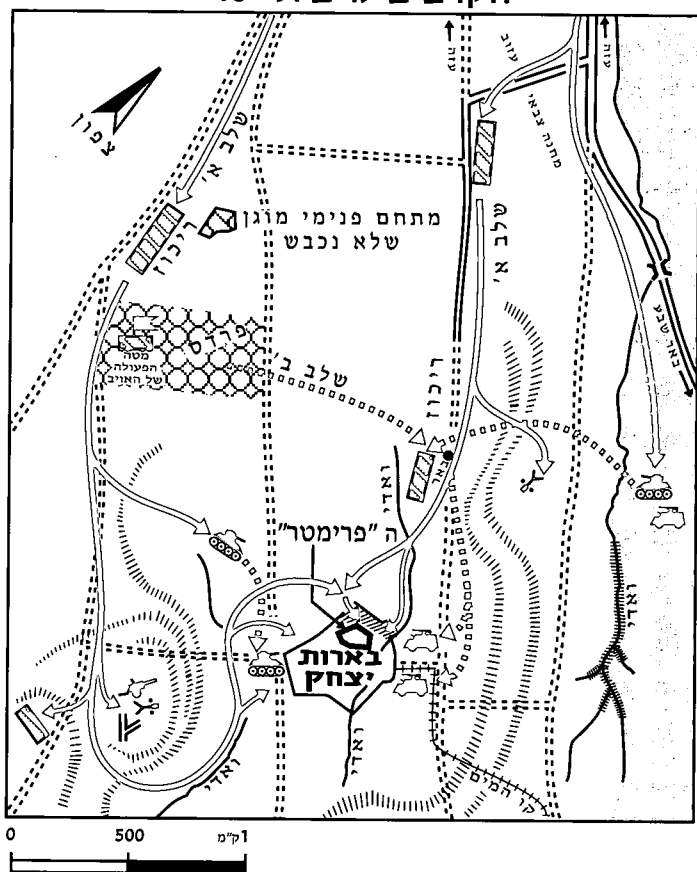 צפון
שלב א'
ריכוז
מתחם פנימי מוגן
שלא נכבש
עזה
עזוב
מחנה צבאי
עזה
שלב א'
באר שבע
פרדס
מטה
הפעולה
של האויב
שלב ב'
ריכוז
באר
ואדי
ה "פרימטר"
בארות
יצחק
ואדי
ואדי
ואדי
קו המים
0
500
1 ק"מ